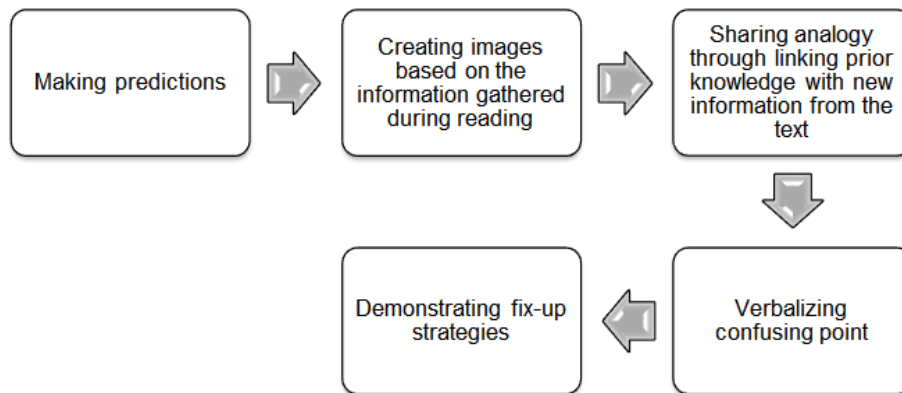 Making predictions
Creating images
based on the
information gathered
during reading
Sharing analogy
through linking prior
knowledge with new
information from the
text
Verbalizing
confusing point
Demonstrating fix-up
strategies